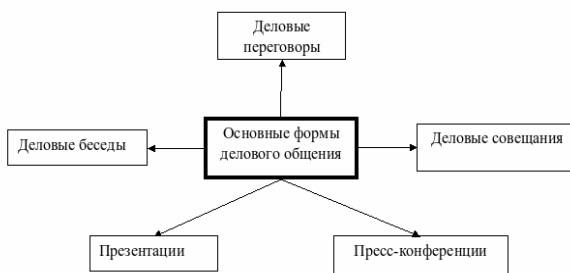 Деловые
переговоры
Деловые беседы
Основные формы
делового общения
Деловые совещания
Презентации
Пресс-конференции